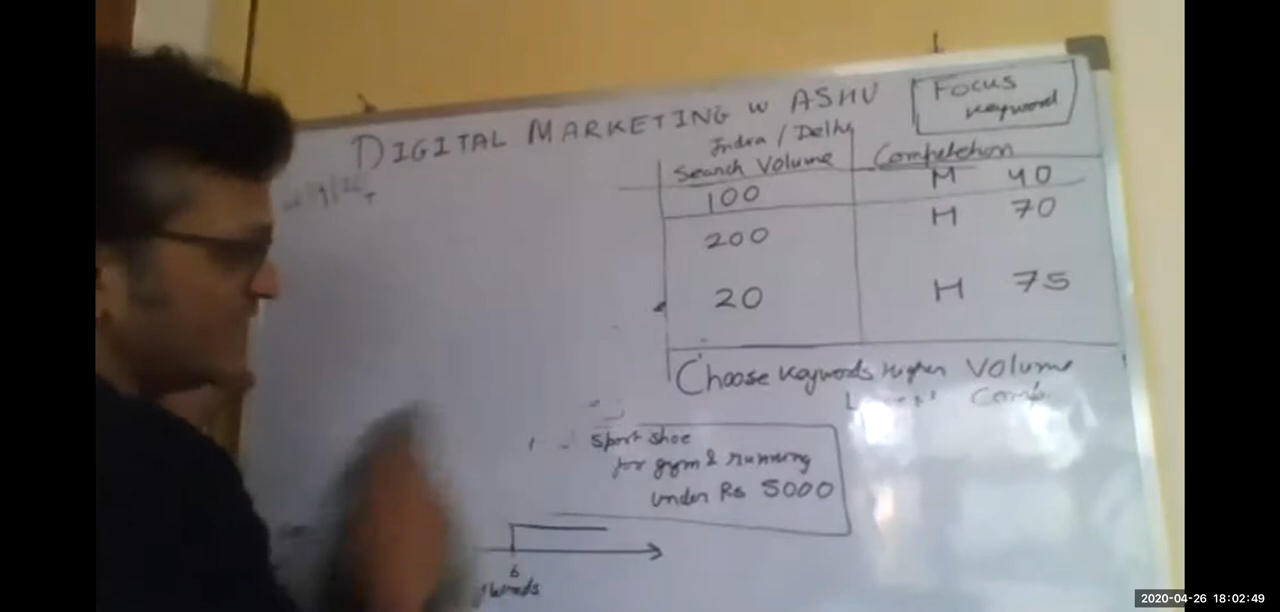 DIGITAL MARKETING w ASHU
Focus
Keyword
India / Delhi
Search Volume Competetion
100 M 40
200 H 70
20 H 75
Choose Keywords Higher Volume
Comp.
Sport shoe
for gym & running
under Rs 5000
6
words
2020-04-26 18:02:49